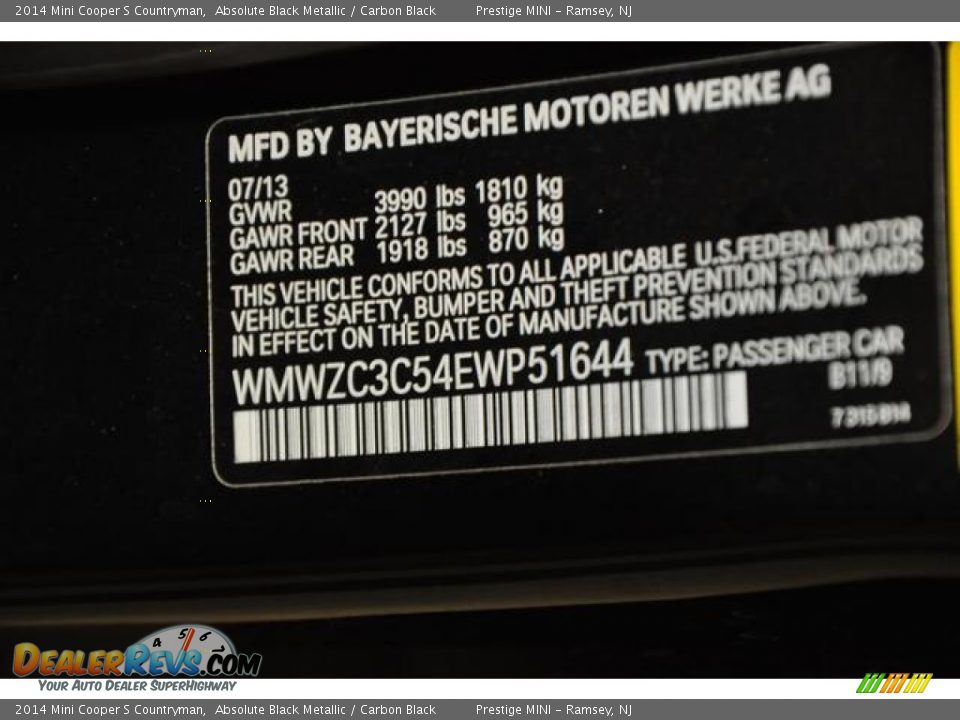 2014 Mini Cooper S Countryman,  Absolute Black Metallic / Carbon Black     Prestige MINI - Ramsey, NJ
MFD BY BAYERISCHE MOTOREN WERKE AG
07/13
GVWR 3990 lbs 1810 kg
GAWR FRONT 2127 lbs 965 kg
GAWR REAR 1918 lbs 870 kg
THIS VEHICLE CONFORMS TO ALL APPLICABLE U.S.FEDERAL MOTOR
VEHICLE SAFETY, BUMPER AND THEFT PREVENTION STANDARDS
IN EFFECT ON THE DATE OF MANUFACTURE SHOWN ABOVE.
WMWZC3C54EWP51644 TYPE: PASSENGER CAR
B11/9
4 5 6
DEALERREVS.COM
YOUR AUTO DEALER SUPERHIGHWAY
2014 Mini Cooper S Countryman,  Absolute Black Metallic / Carbon Black     Prestige MINI - Ramsey, NJ